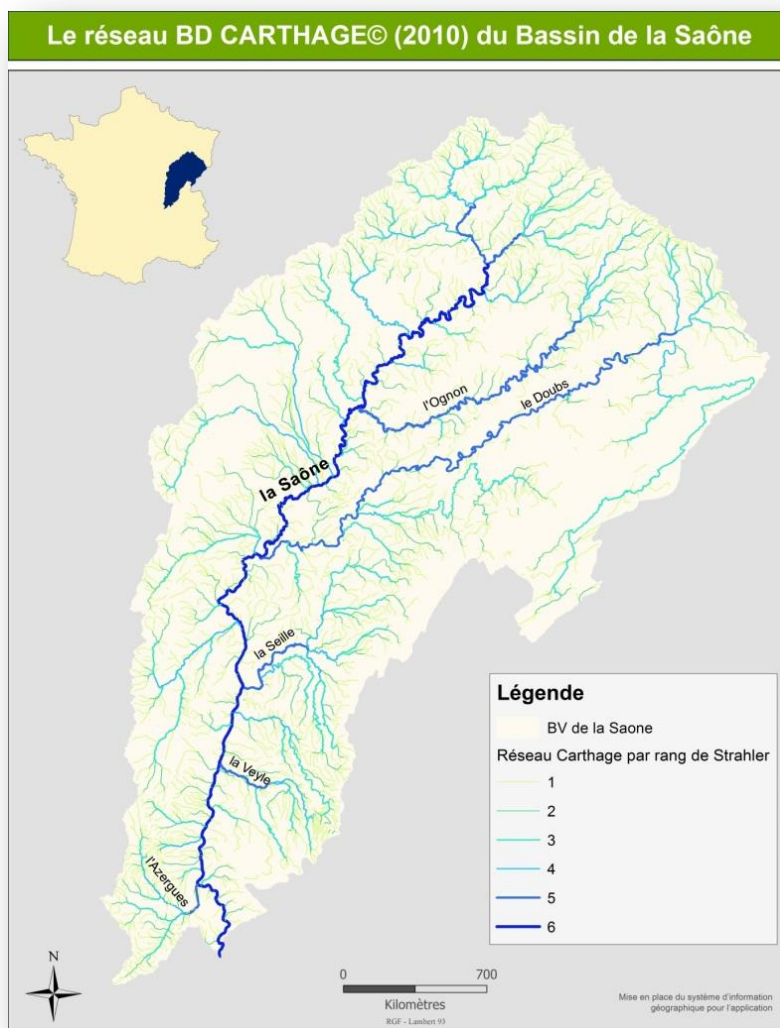 Le réseau BD CARTHAGE© (2010) du Bassin de la Saône
l'Ognon
le Doubs
la Saône
la Seille
la Veyle
l'Azergues
Légende
BV de la Saone
Réseau Carthage par rang de Strahler
1
2
3
4
5
6
N
0 700
Kilomètres
RGF - Lambert 93
Mise en place du système d'information
géographique pour l'application